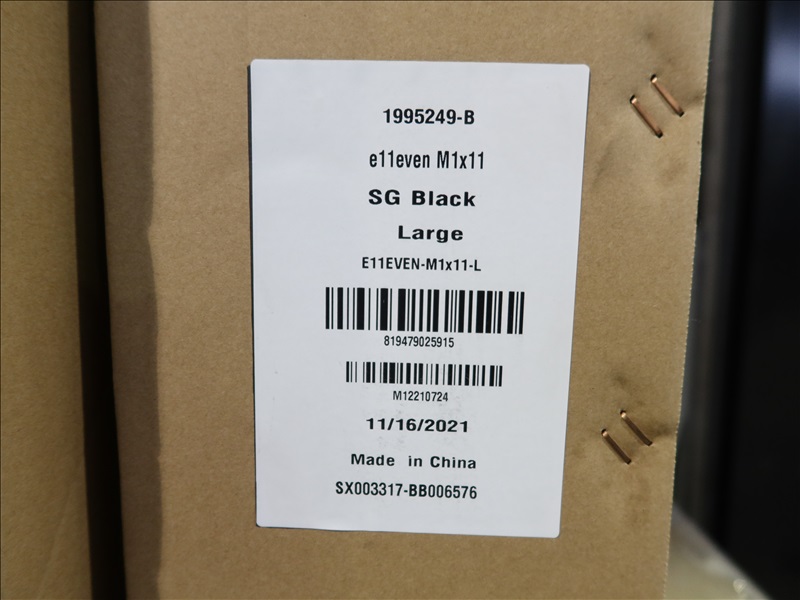 1995249-B
e11even M1x11
SG Black
Large
E11EVEN-M1x11-L
819479025915
M12210724
11/16/2021
Made in China
SX003317-BB006576